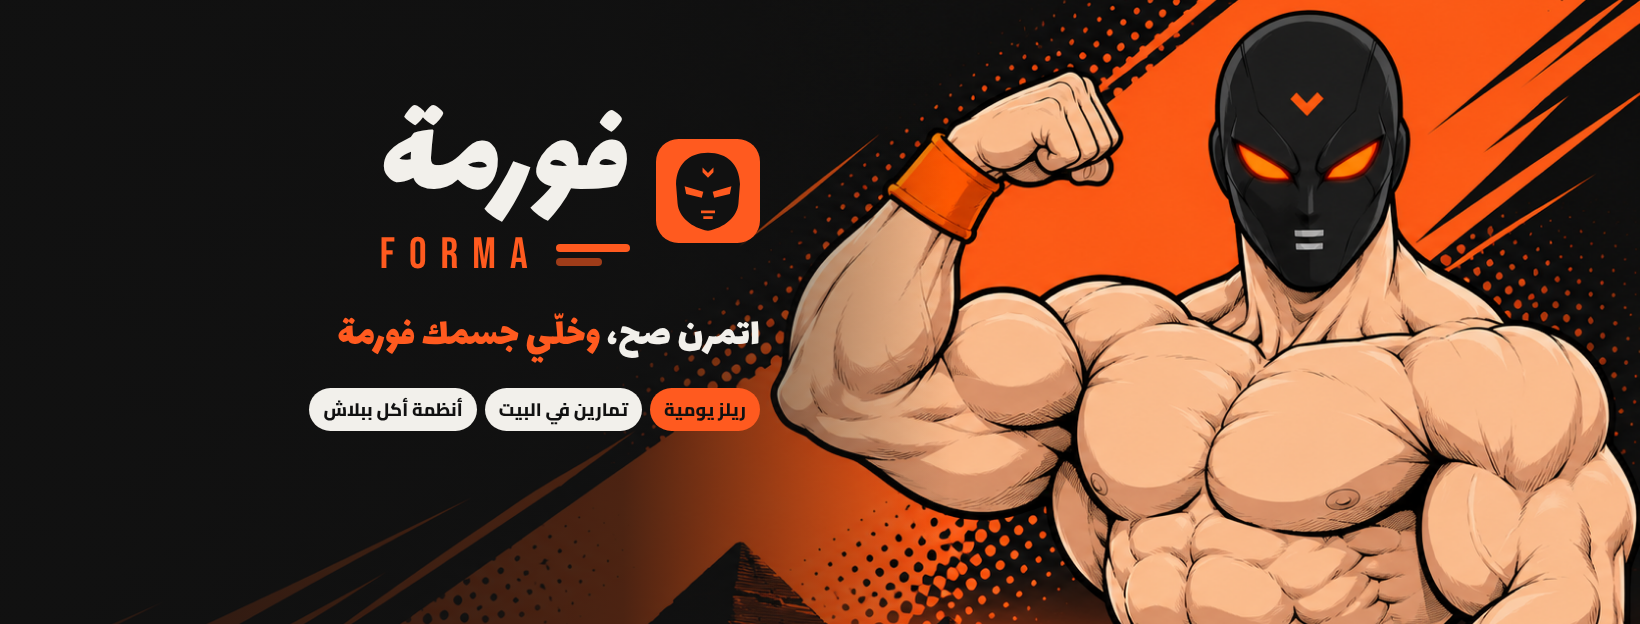 فورمة
FORMA
اتمرن صح، وخلّي جسمك فورمة
ريلز يومية
تمارين في البيت
أنظمة أكل ببلاش